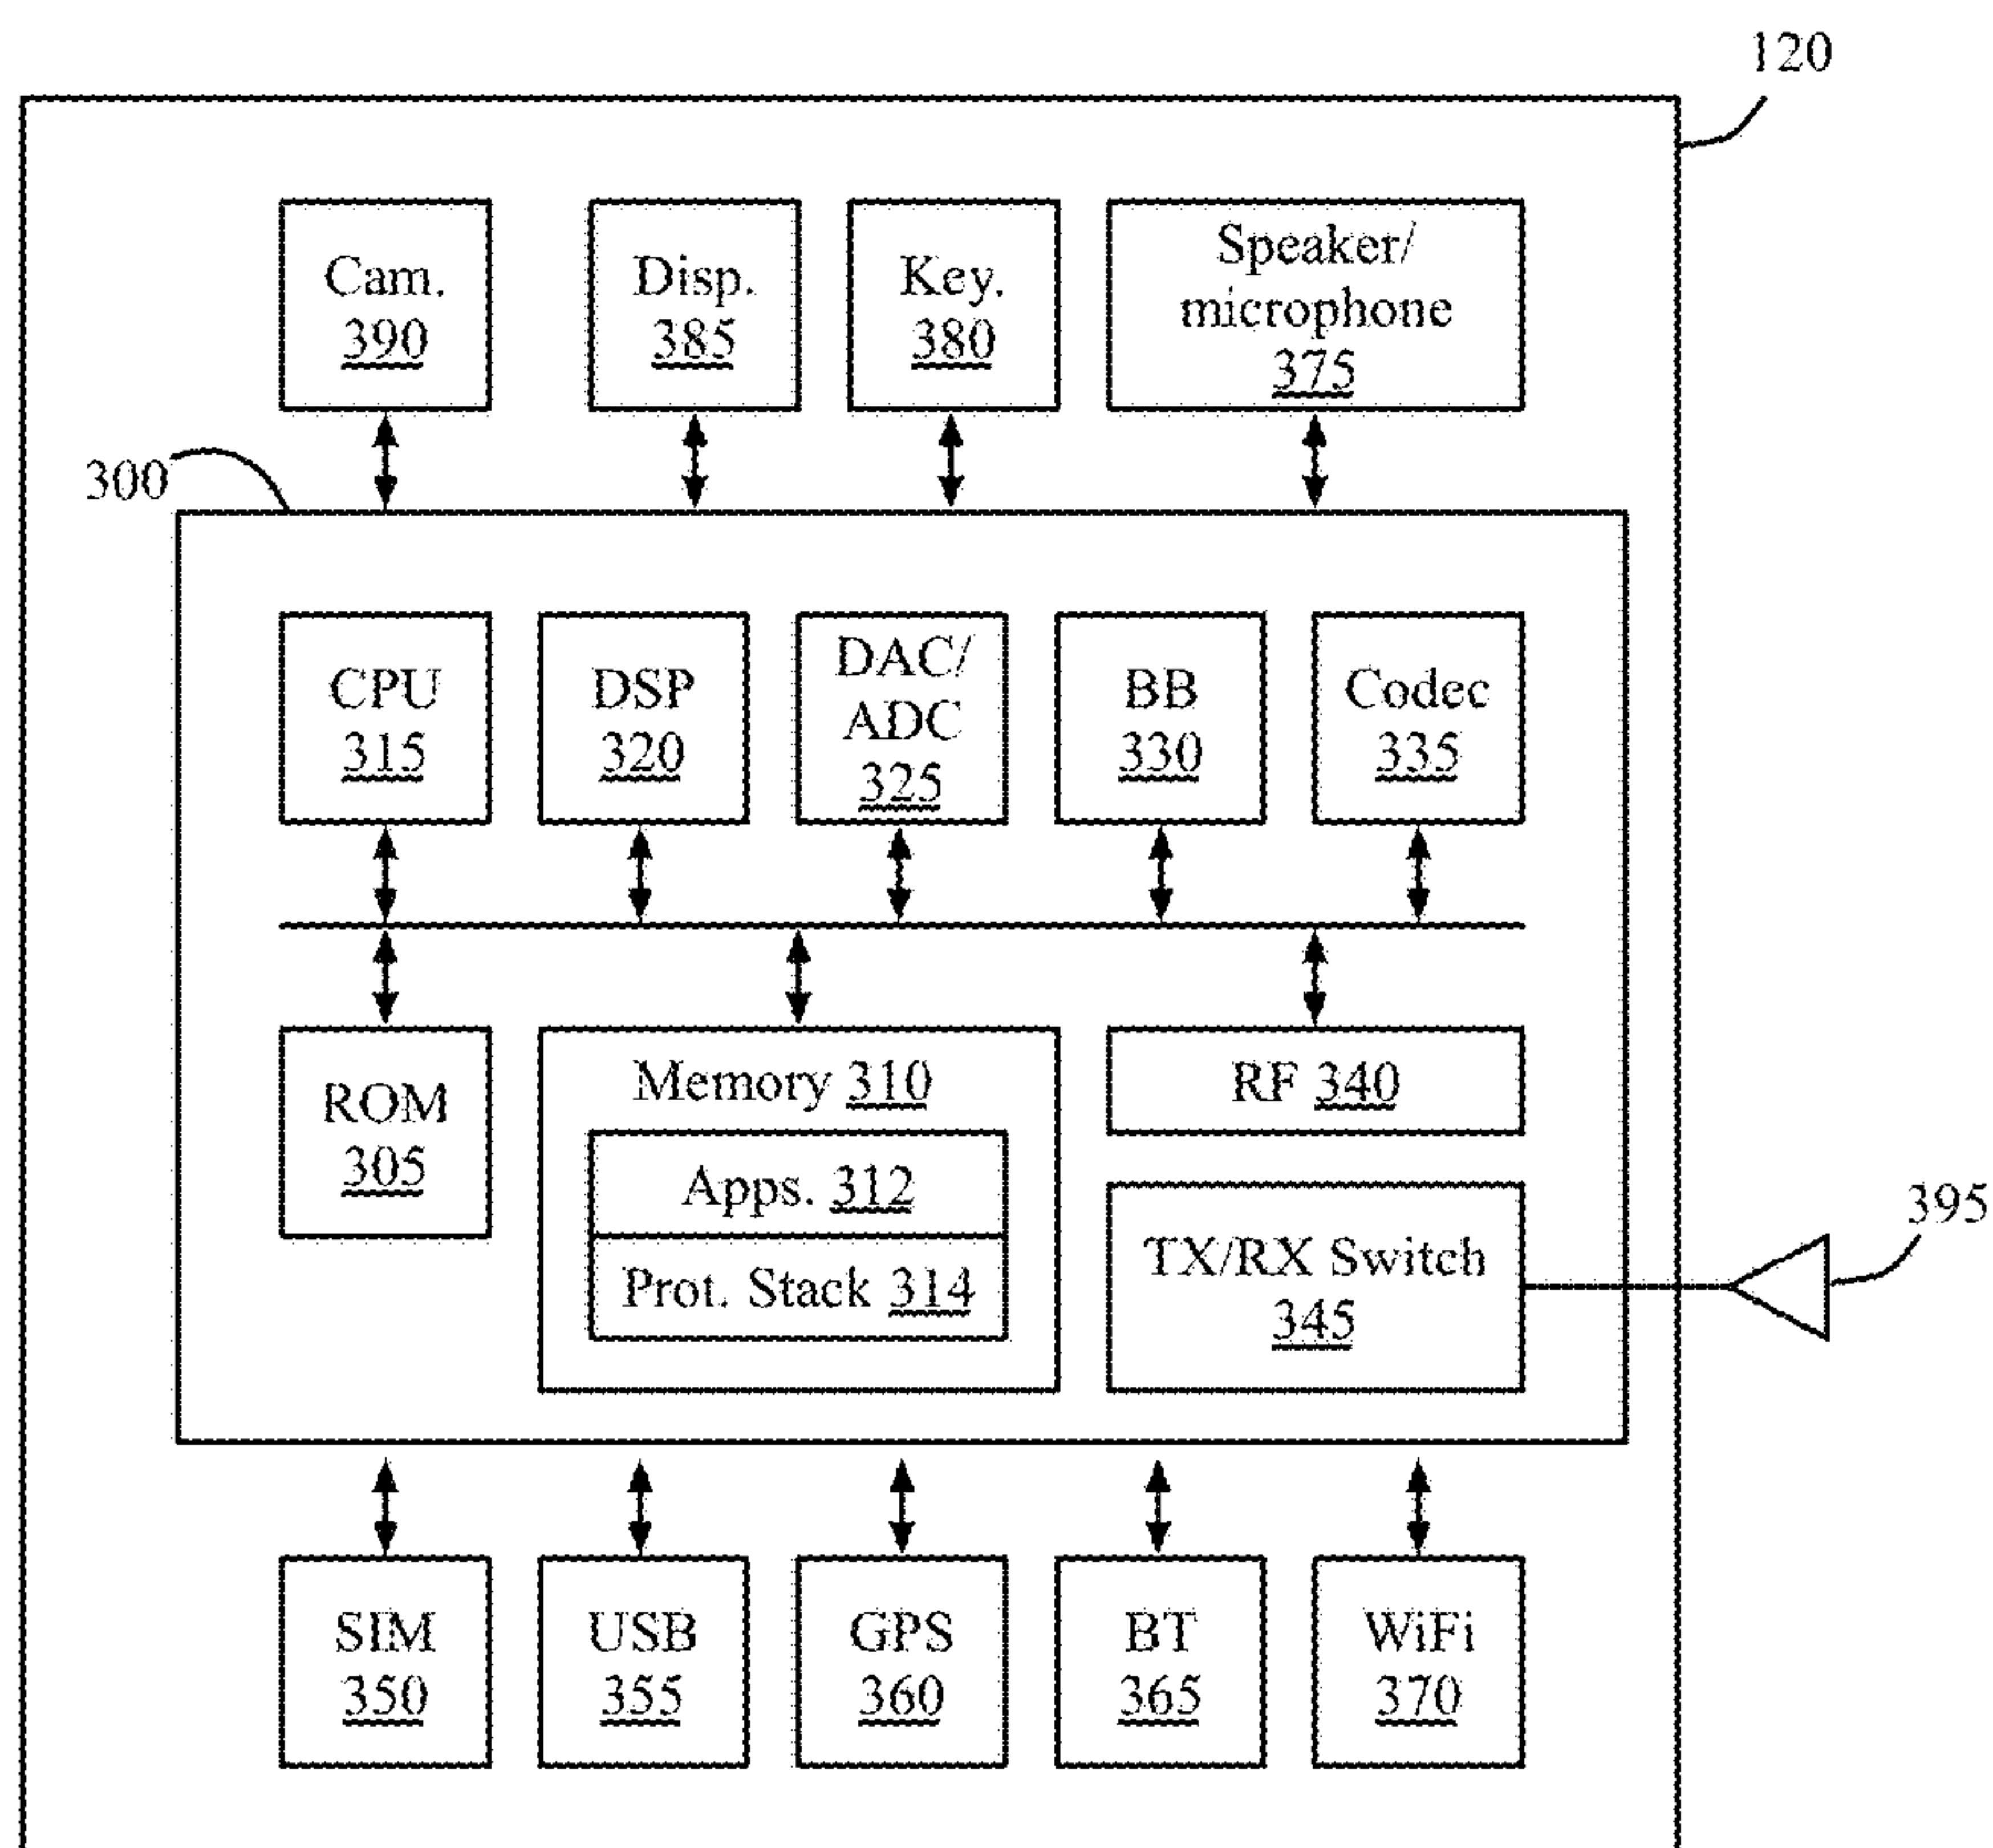 120
Cam.
390
Disp.
385
Key.
380
Speaker/
microphone
375
300
CPU
315
DSP
320
DAC/
ADC
325
BB
330
Codec
335
ROM
305
Memory 310
Apps. 312
Prot. Stack 314
RF 340
TX/RX Switch
345
395
SIM
350
USB
355
GPS
360
BT
365
WiFi
370